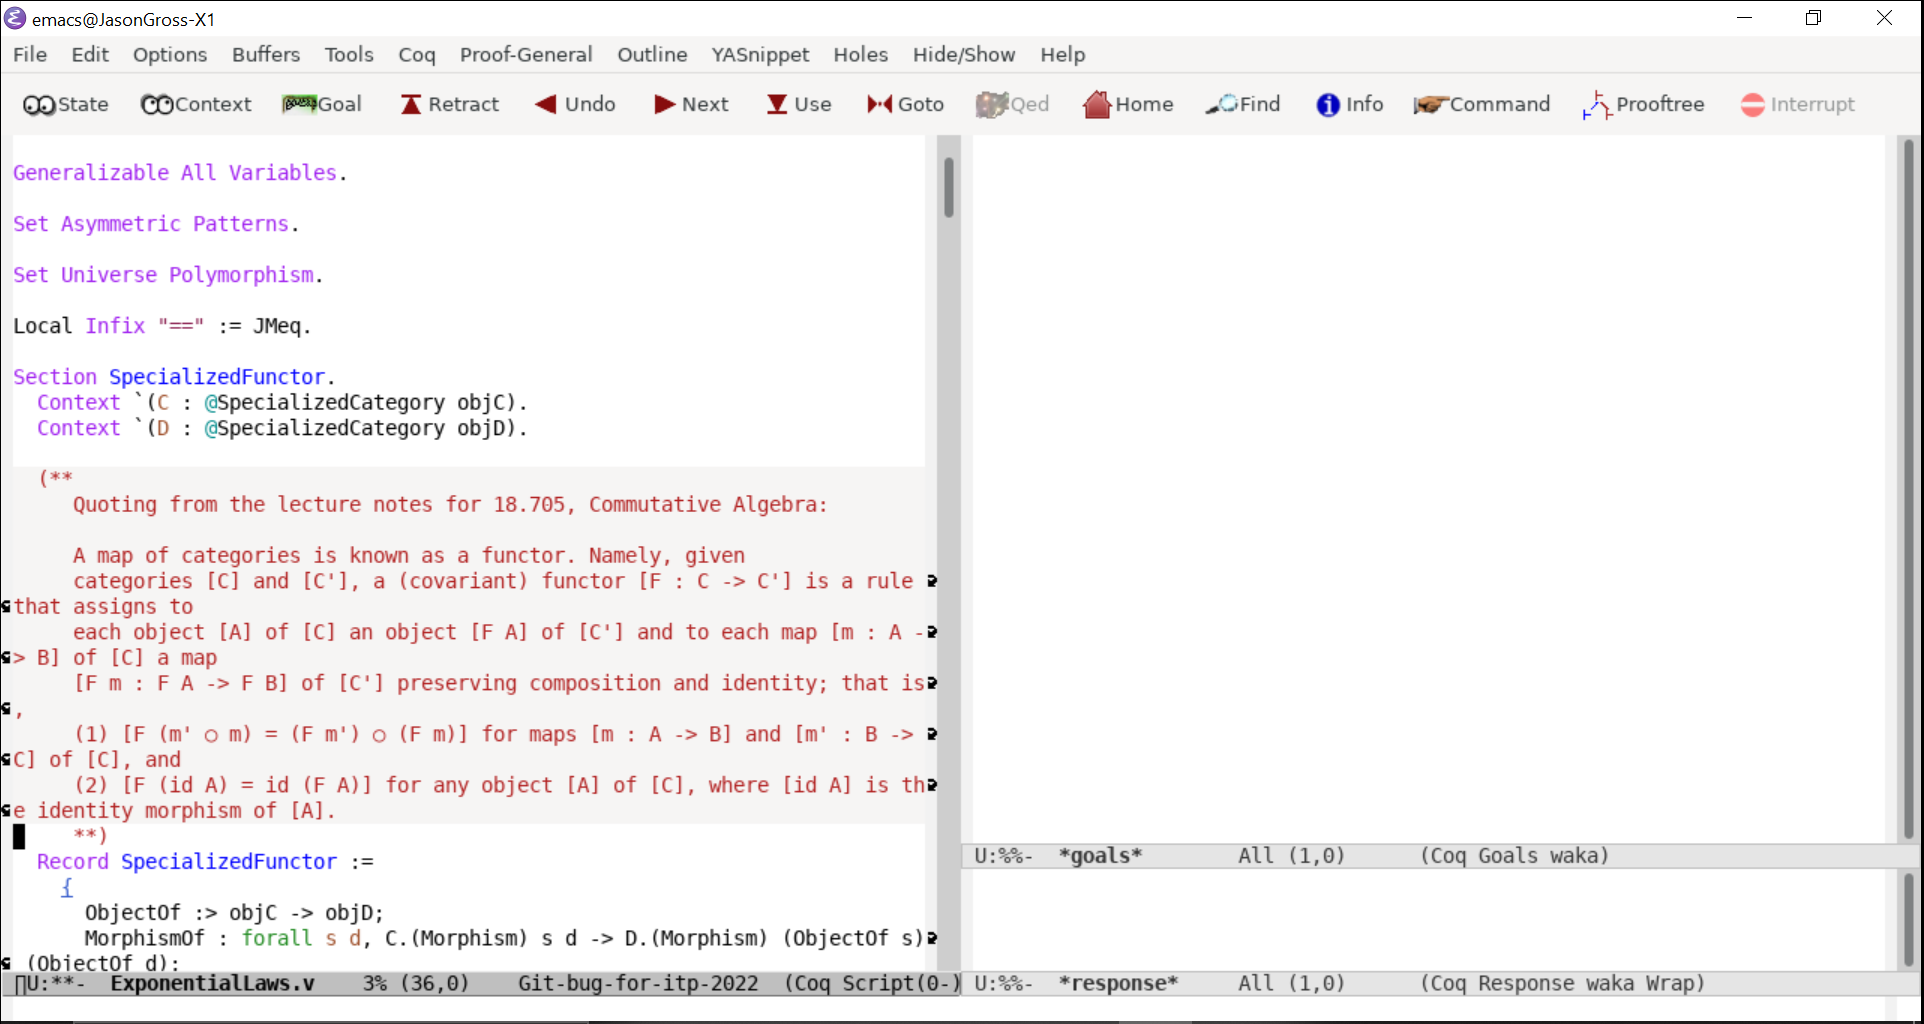 emacs@JasonGross-X1
File Edit Options Buffers Tools Coq Proof-General Outline YASnippet Holes Hide/Show Help
State Context Goal Retract Undo Next Use Goto Qed Home Find Info Command Prooftree Interrupt
Generalizable All Variables.
Set Asymmetric Patterns.
Set Universe Polymorphism.
Local Infix "==" := JMeq.
Section SpecializedFunctor.
Context `(C : @SpecializedCategory objC).
Context `(D : @SpecializedCategory objD).
(**
Quoting from the lecture notes for 18.705, Commutative Algebra:
A map of categories is known as a functor. Namely, given
categories [C] and [C'], a (covariant) functor [F : C -> C'] is a rule
that assigns to
each object [A] of [C] an object [F A] of [C'] and to each map [m : A -
> B] of [C] a map
[F m : F A -> F B] of [C'] preserving composition and identity; that is
,
(1) [F (m' ○ m) = (F m') ○ (F m)] for maps [m : A -> B] and [m' : B ->
C] of [C], and
(2) [F (id A) = id (F A)] for any object [A] of [C], where [id A] is th
e identity morphism of [A].
**)
Record SpecializedFunctor :=
{
ObjectOf :> objC -> objD;
MorphismOf : forall s d, C.(Morphism) s d -> D.(Morphism) (ObjectOf s)
(ObjectOf d);
U:**- ExponentialLaws.v 3% (36,0) Git-bug-for-itp-2022 (Coq Script(0-)
U:%%- *goals* All (1,0) (Coq Goals waka)
U:%%- *response* All (1,0) (Coq Response waka Wrap)